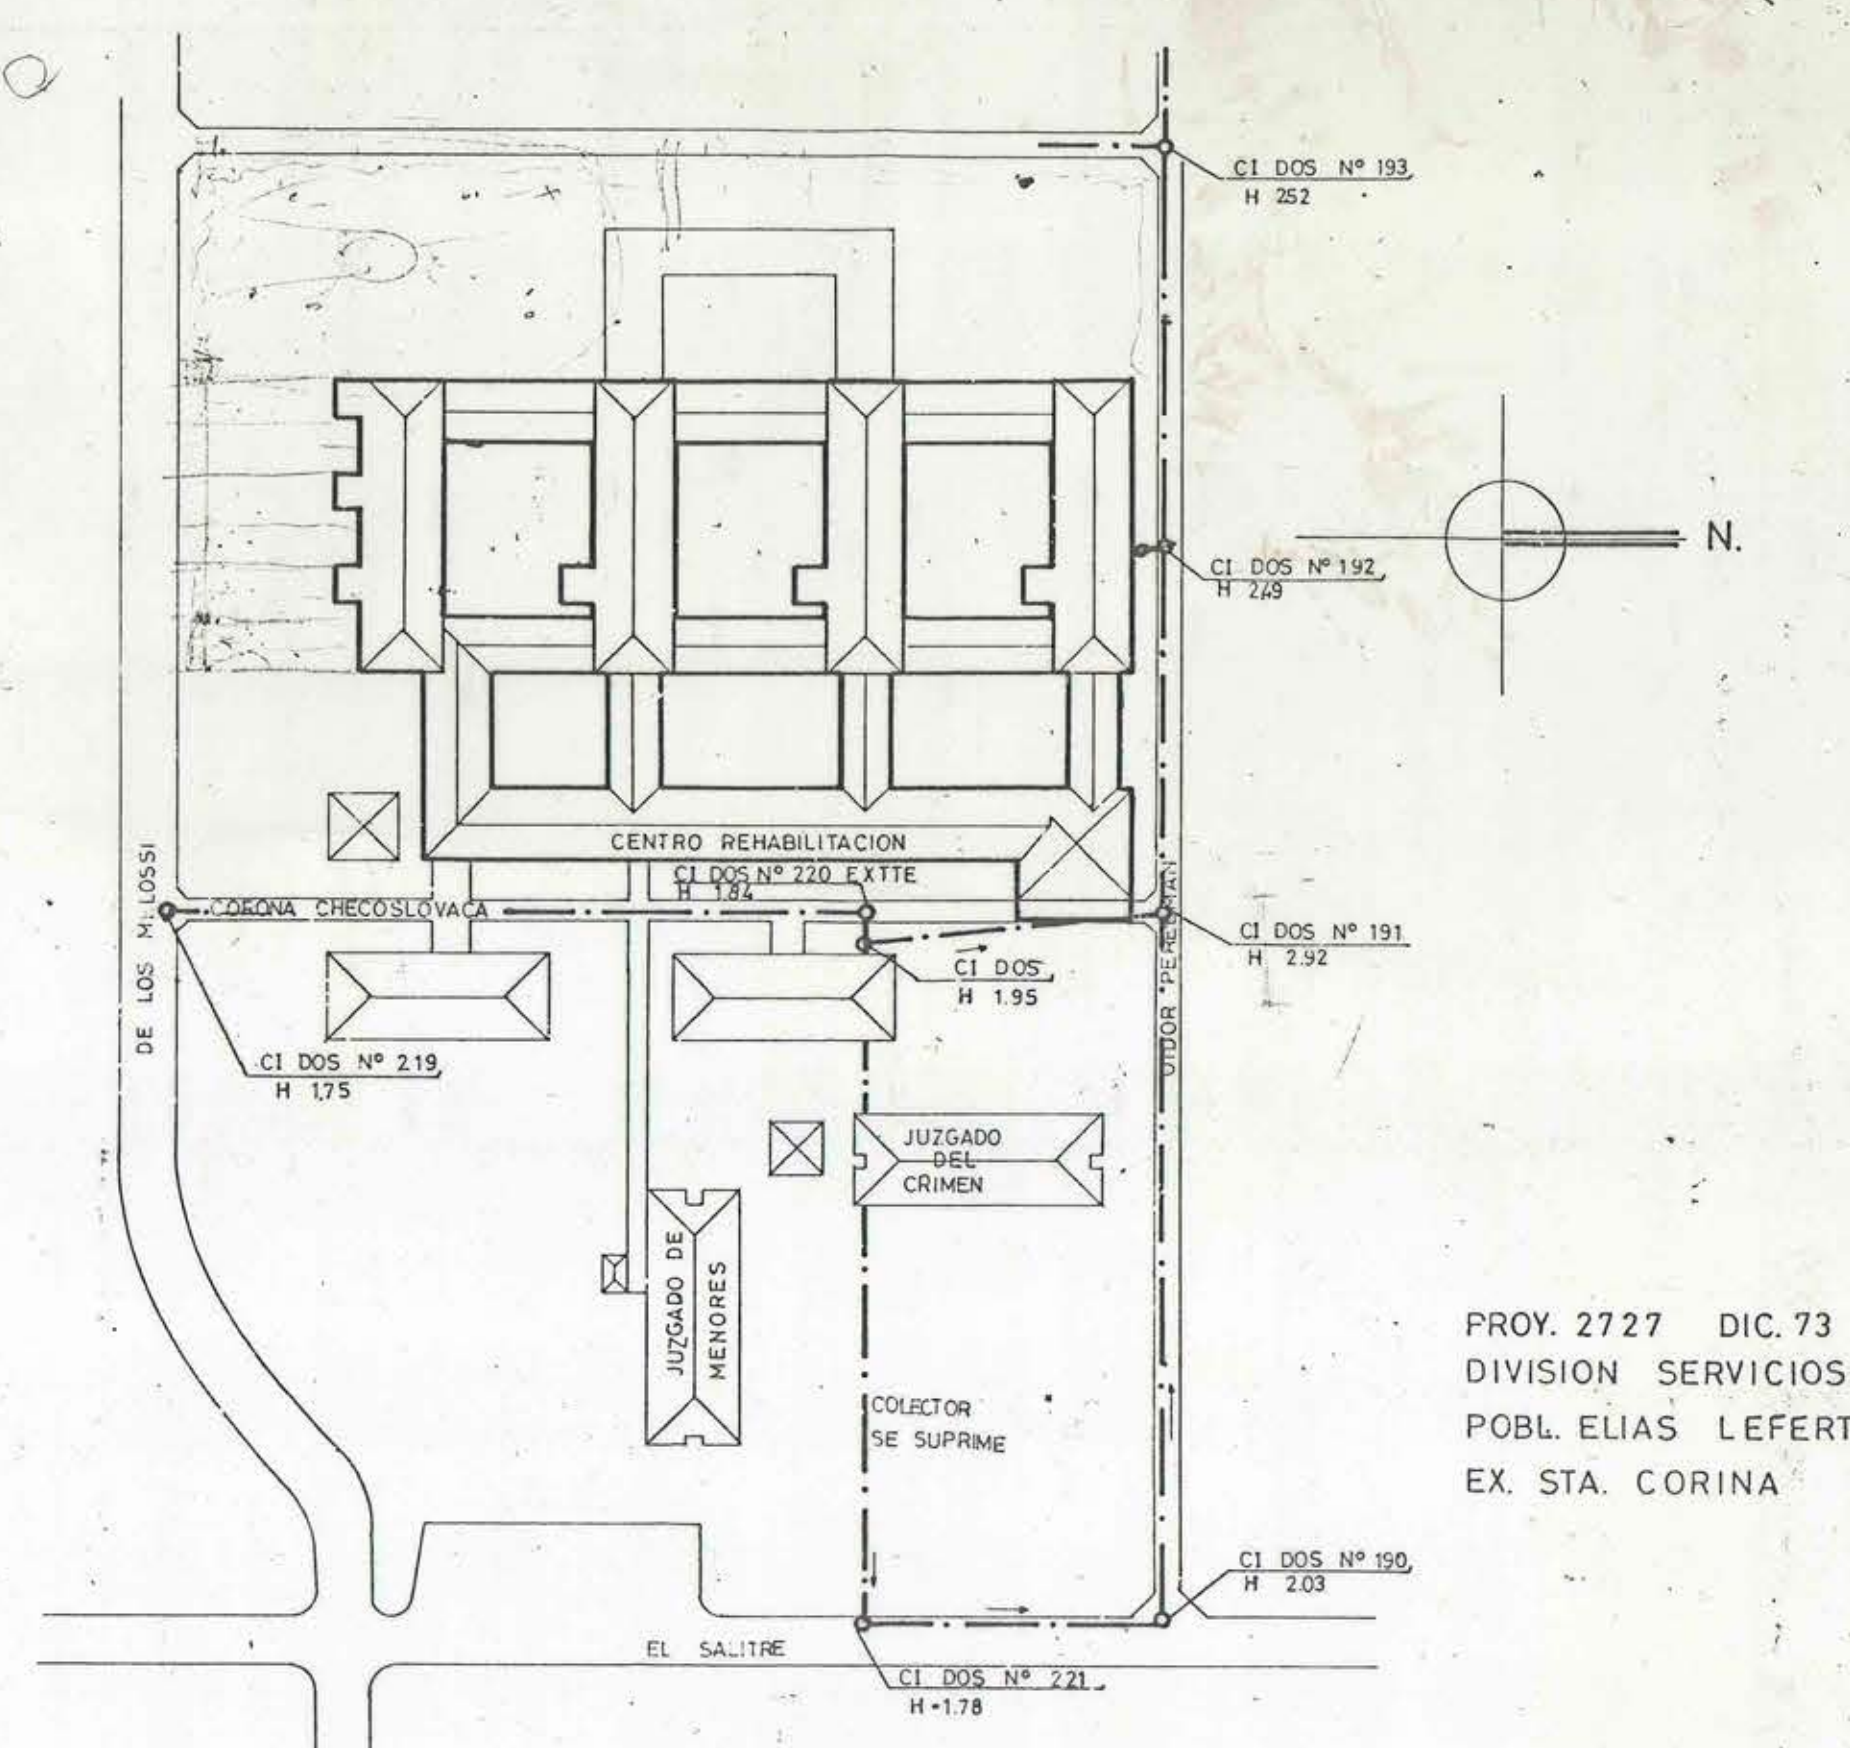 CI DOS Nº 193
H 252
N.
CI DOS Nº 192
H 2,49
CENTRO REHABILITACION
CI DOS Nº 220 EXTTE
H 1.84
CORONA CHECOSLOVACA
DE LOS MILOSSI
CI DOS Nº 191
H 2.92
CI DOS
H 1.95
OIDOR PEREGMAN
CI DOS Nº 219
H 1,75
JUZGADO
DEL
CRIMEN
JUZGADO DE
MENORES
PROY. 2727 DIC. 73
DIVISION SERVICIOS
POBL. ELIAS LEFERT
EX. STA. CORINA
COLECTOR
SE SUPRIME
CI DOS Nº 190
H 2.03
EL SALITRE
CI DOS Nº 221
H -1.78